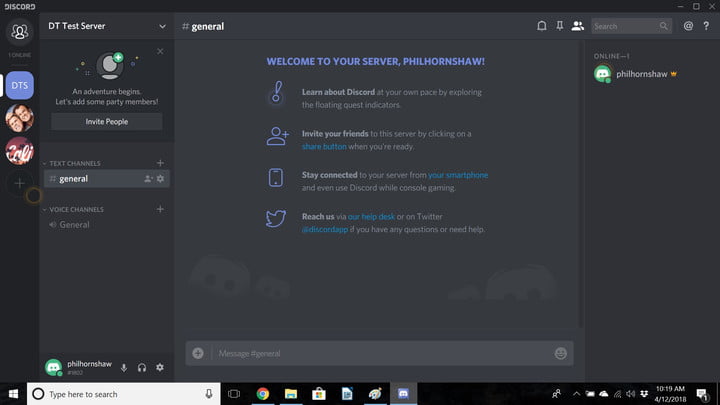 DISCORD
1 ONLINE
DTS
DT Test Server
An adventure begins.
Let's add some party members!
Invite People
TEXT CHANNELS
# general
VOICE CHANNELS
General
philhornshaw
# general
Search
WELCOME TO YOUR SERVER, PHILHORNSHAW!
Learn about Discord at your own pace by exploring
the floating quest indicators.
Invite your friends to this server by clicking on a
share button when you're ready.
Stay connected to your server from your smartphone
and even use Discord while console gaming.
Reach us via our help desk or on Twitter
@discordapp if you have any questions or need help.
Message #general
ONLINE—1
philhornshaw
Type here to search
10:19 AM
4/12/2018